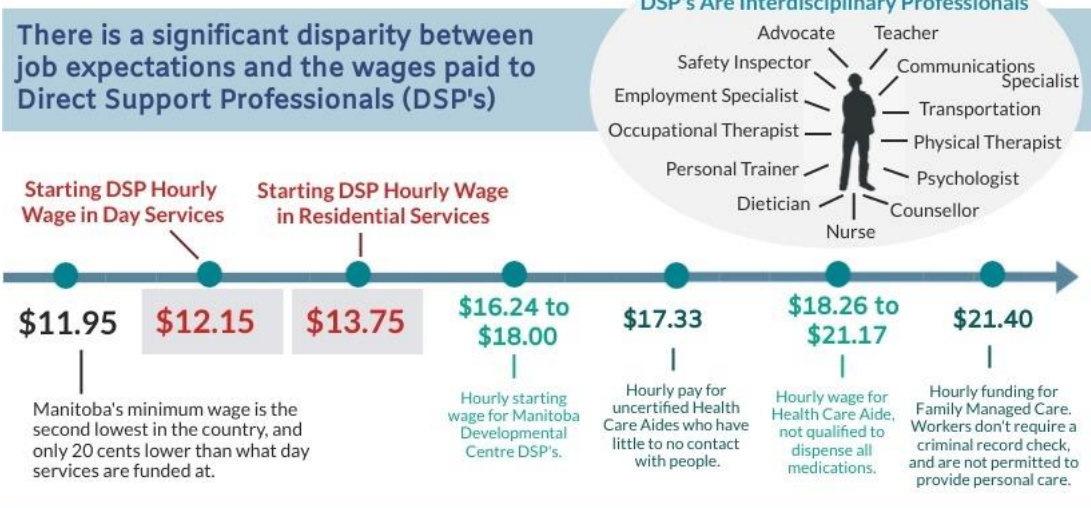 DSP's Are Interdisciplinary Professionals
There is a significant disparity between
job expectations and the wages paid to
Direct Support Professionals (DSP's)
Advocate
Teacher
Safety Inspector
Communications
Specialist
Employment Specialist
Transportation
Occupational Therapist
Physical Therapist
Personal Trainer
Psychologist
Dietician
Counsellor
Nurse
Starting DSP Hourly
Wage in Day Services
Starting DSP Hourly Wage
in Residential Services
$11.95
Manitoba's minimum wage is the
second lowest in the country, and
only 20 cents lower than what day
services are funded at.
$12.15
$13.75
$16.24 to
$18.00
Hourly starting
wage for Manitoba
Developmental
Centre DSP's.
$17.33
Hourly pay for
uncertified Health
Care Aides who have
little to no contact
with people.
$18.26 to
$21.17
Hourly wage for
Health Care Aide,
not qualified to
dispense all
medications.
$21.40
Hourly funding for
Family Managed Care.
Workers don't require a
criminal record check,
and are not permitted to
provide personal care.